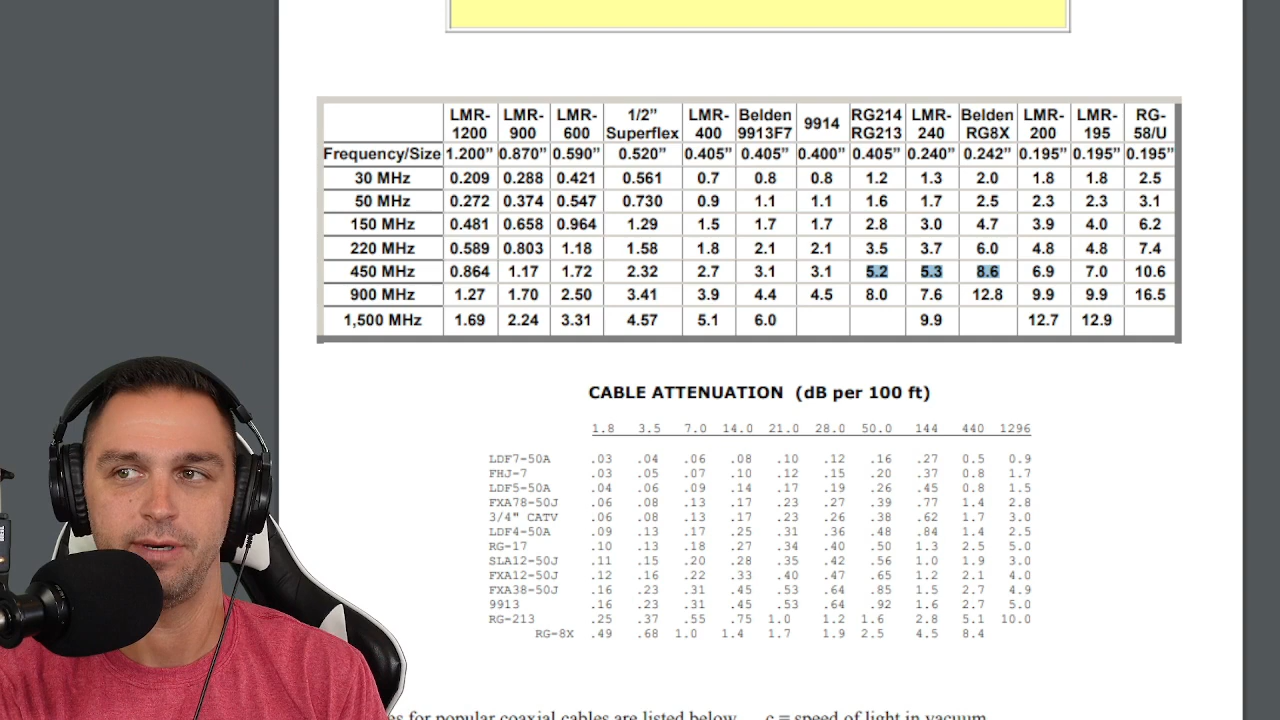 LMR-1200 LMR-900 LMR-600 1/2" Superflex LMR-400 Belden 9913F7 9914 RG214 RG213 LMR-240 Belden RG8X LMR-200 LMR-195 RG-58/U
Frequency/Size 1.200” 0.870” 0.590” 0.520” 0.405” 0.405” 0.400” 0.405” 0.240” 0.242” 0.195” 0.195” 0.195”
30 MHz 0.209 0.288 0.421 0.561 0.7 0.8 0.8 1.2 1.3 2.0 1.8 1.8 2.5
50 MHz 0.272 0.374 0.547 0.730 0.9 1.1 1.1 1.6 1.7 2.5 2.3 2.3 3.1
150 MHz 0.481 0.658 0.964 1.29 1.5 1.7 1.7 2.8 3.0 4.7 3.9 4.0 6.2
220 MHz 0.589 0.803 1.18 1.58 1.8 2.1 2.1 3.5 3.7 6.0 4.8 4.8 7.4
450 MHz 0.864 1.17 1.72 2.32 2.7 3.1 3.1 5.2 5.3 8.6 6.9 7.0 10.6
900 MHz 1.27 1.70 2.50 3.41 3.9 4.4 4.5 8.0 7.6 12.8 9.9 9.9 16.5
1,500 MHz 1.69 2.24 3.31 4.57 5.1 6.0 9.9 12.7 12.9
CABLE ATTENUATION (dB per 100 ft)
1.8 3.5 7.0 14.0 21.0 28.0 50.0 144 440 1296
LDF7-50A .03 .04 .06 .08 .10 .12 .16 .27 0.5 0.9
FHJ-7 .03 .05 .07 .10 .12 .15 .20 .37 0.8 1.7
LDF5-50A .04 .06 .09 .14 .17 .19 .26 .45 0.8 1.5
FXA78-50J .06 .08 .13 .17 .23 .27 .39 .77 1.4 2.8
3/4" CATV .06 .08 .13 .17 .23 .26 .38 .62 1.7 3.0
LDF4-50A .09 .13 .17 .25 .31 .36 .48 .84 1.4 2.5
RG-17 .10 .13 .18 .27 .34 .40 .50 1.3 2.5 5.0
SLA12-50J .11 .15 .20 .28 .35 .42 .56 1.0 1.9 3.0
FXA12-50J .12 .16 .22 .33 .40 .47 .65 1.2 2.1 4.0
FXA38-50J .16 .23 .31 .45 .53 .64 .85 1.5 2.7 4.9
9913 .16 .23 .31 .45 .53 .64 .92 1.6 2.7 5.0
RG-213 .25 .37 .55 .75 1.0 1.2 1.6 2.8 5.1 10.0
RG-8X .49 .68 1.0 1.4 1.7 1.9 2.5 4.5 8.4
for popular coaxial cables are listed below. c = speed of light in vacuum